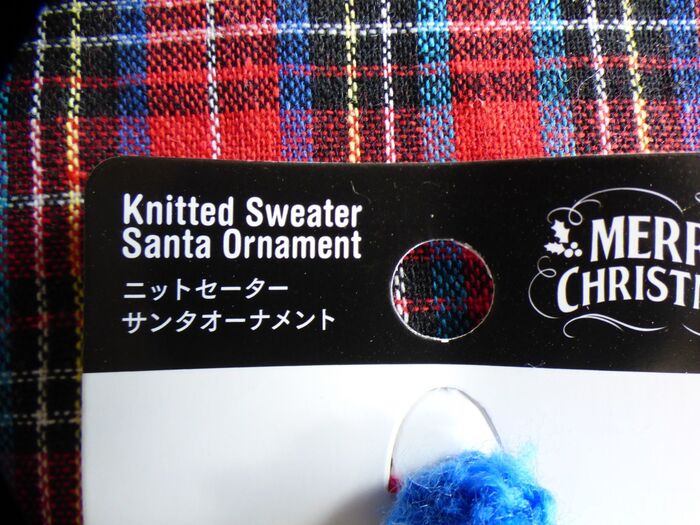 Knitted Sweater
Santa Ornament
ニットセーター
サンタオーナメント
MERR
CHRIST